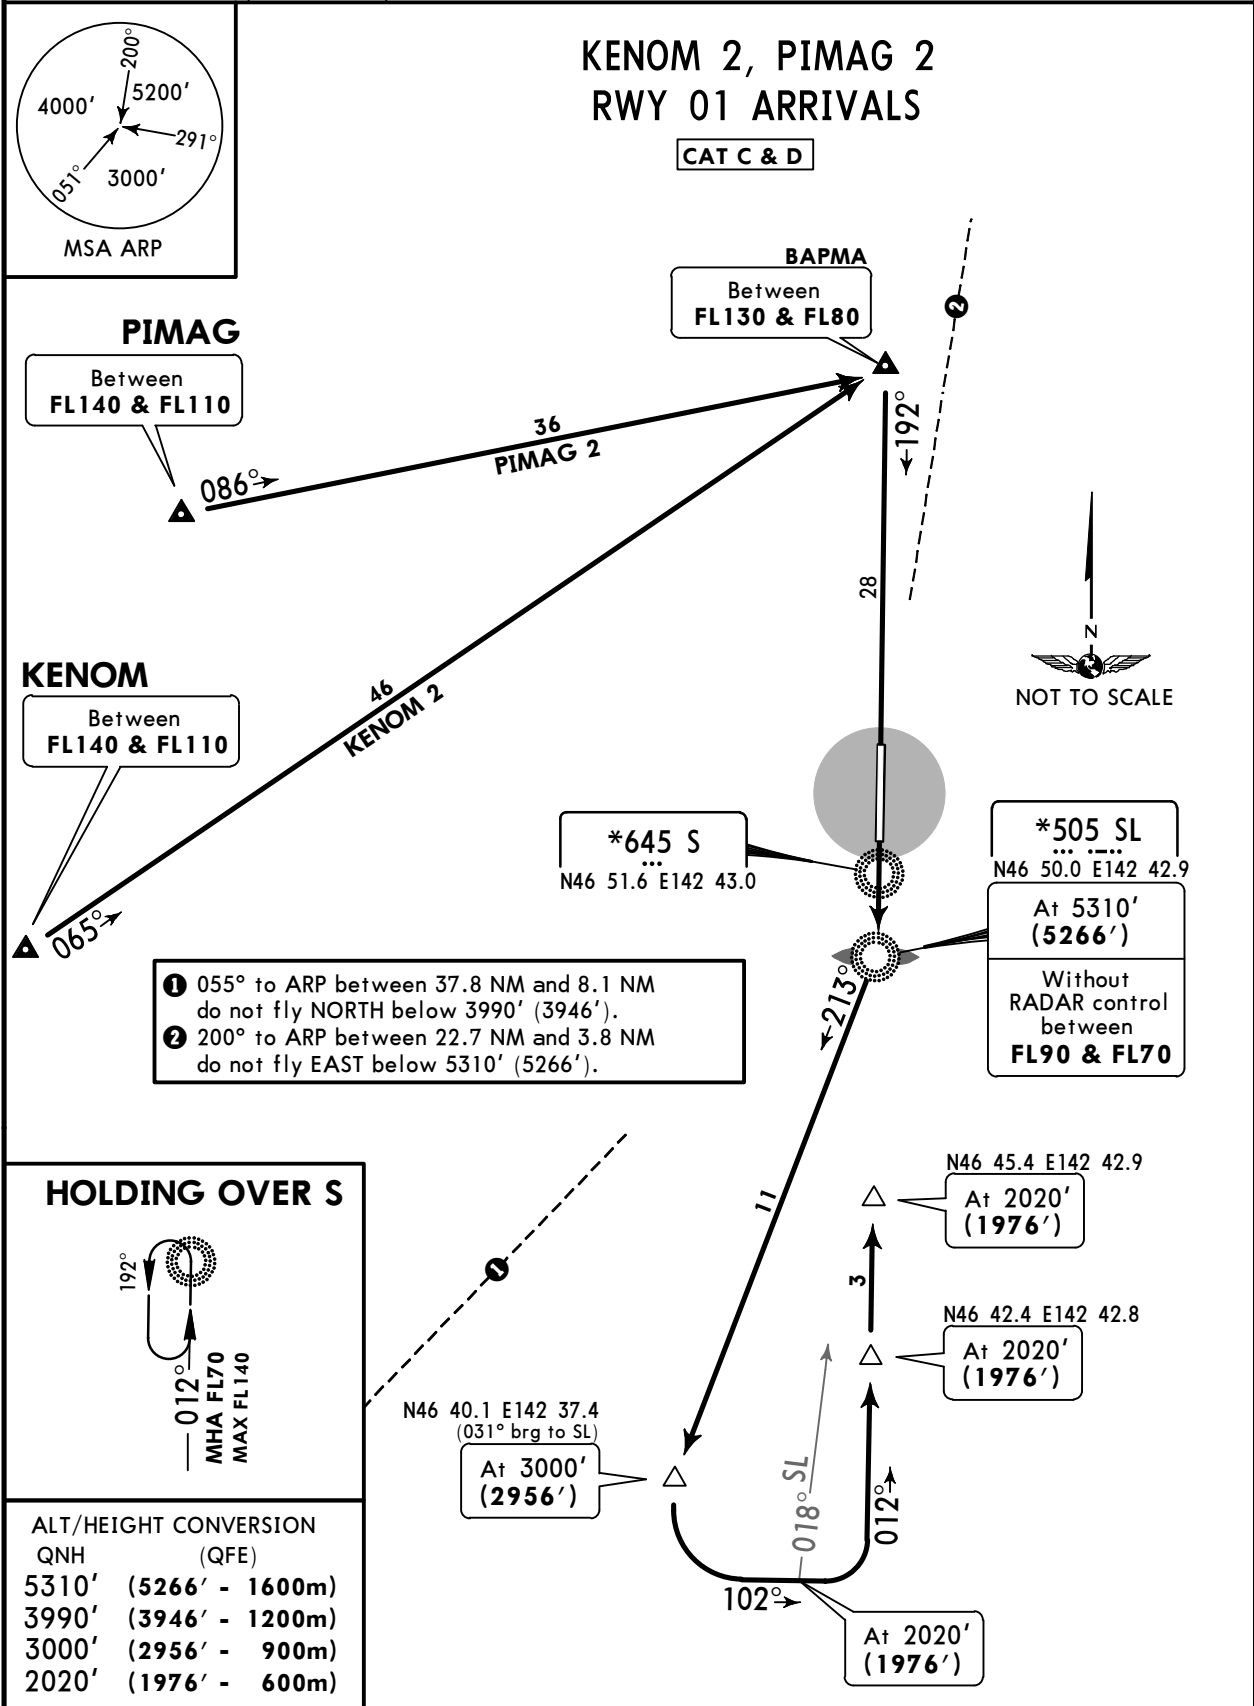 KENOM 2, PIMAG 2
RWY 01 ARRIVALS
CAT C & D
200°
4000'
5200'
291°
051°
3000'
MSA ARP
BAPMA
Between
FL130 & FL80
2
PIMAG
Between
FL140 & FL110
086°
36
PIMAG 2
192°
28
N
NOT TO SCALE
KENOM
Between
FL140 & FL110
46
KENOM 2
065°
*645 S
N46 51.6 E142 43.0
*505 SL
N46 50.0 E142 42.9
At 5310'
(5266')
Without
RADAR control
between
FL90 & FL70
1 055° to ARP between 37.8 NM and 8.1 NM
do not fly NORTH below 3990' (3946').
2 200° to ARP between 22.7 NM and 3.8 NM
do not fly EAST below 5310' (5266').
213°
11
1
N46 45.4 E142 42.9
At 2020'
(1976')
3
N46 42.4 E142 42.8
At 2020'
(1976')
N46 40.1 E142 37.4
(031° brg to SL)
At 3000'
(2956')
018° SL
012°
102°
At 2020'
(1976')
HOLDING OVER S
192°
012°
MHA FL70
MAX FL140
ALT/HEIGHT CONVERSION
QNH (QFE)
5310' (5266' - 1600m)
3990' (3946' - 1200m)
3000' (2956' - 900m)
2020' (1976' - 600m)